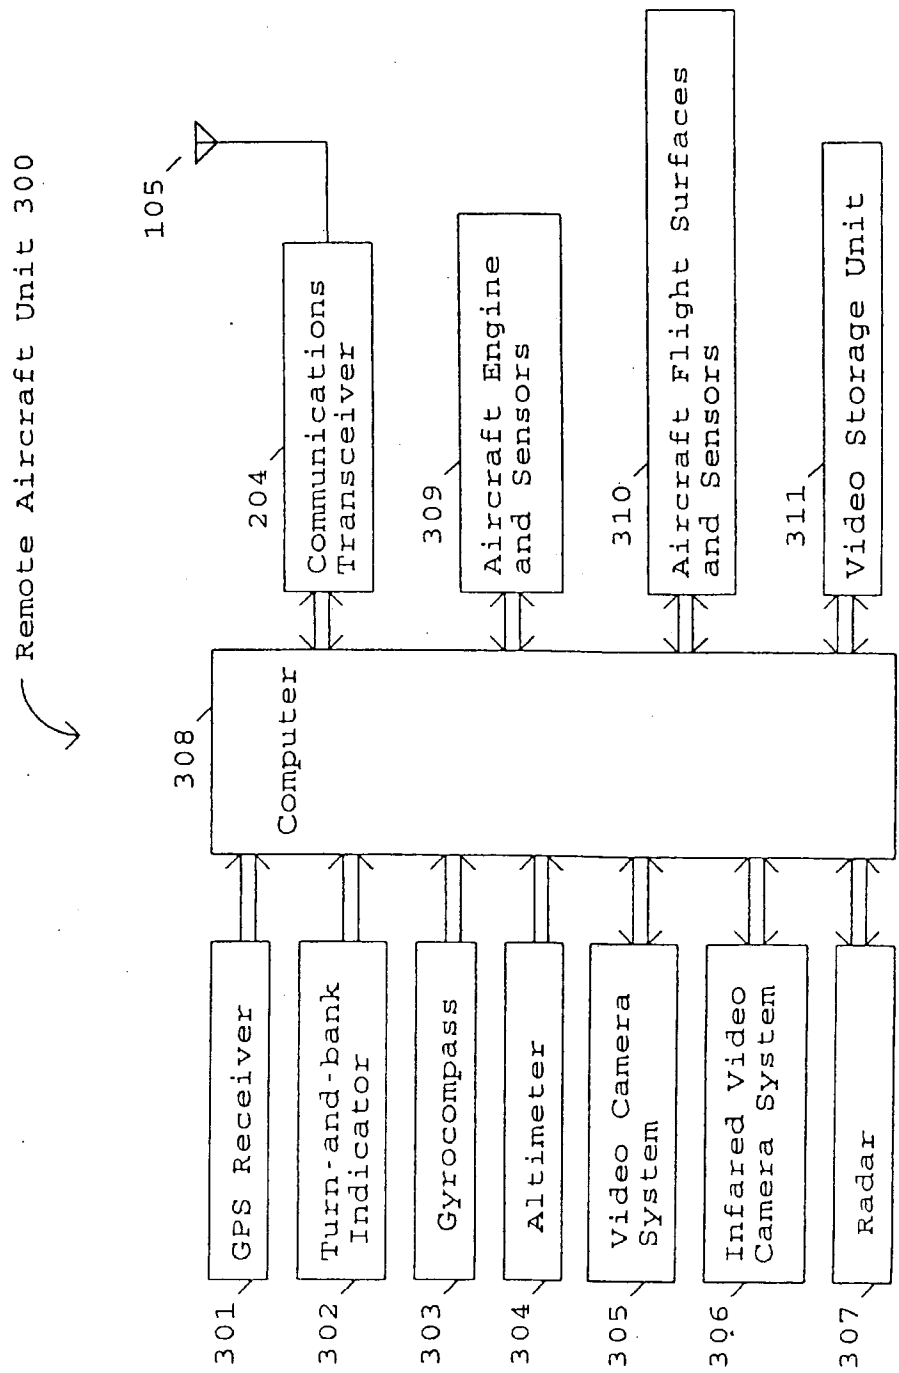 Remote Aircraft Unit 300
301
GPS Receiver
302
Turn-and-bank
Indicator
303
Gyrocompass
304
Altimeter
305
Video Camera
System
306
Infared Video
Camera System
307
Radar
308
Computer
105
204
Communications
Transceiver
309
Aircraft Engine
and Sensors
310
Aircraft Flight Surfaces
and Sensors
311
Video Storage Unit